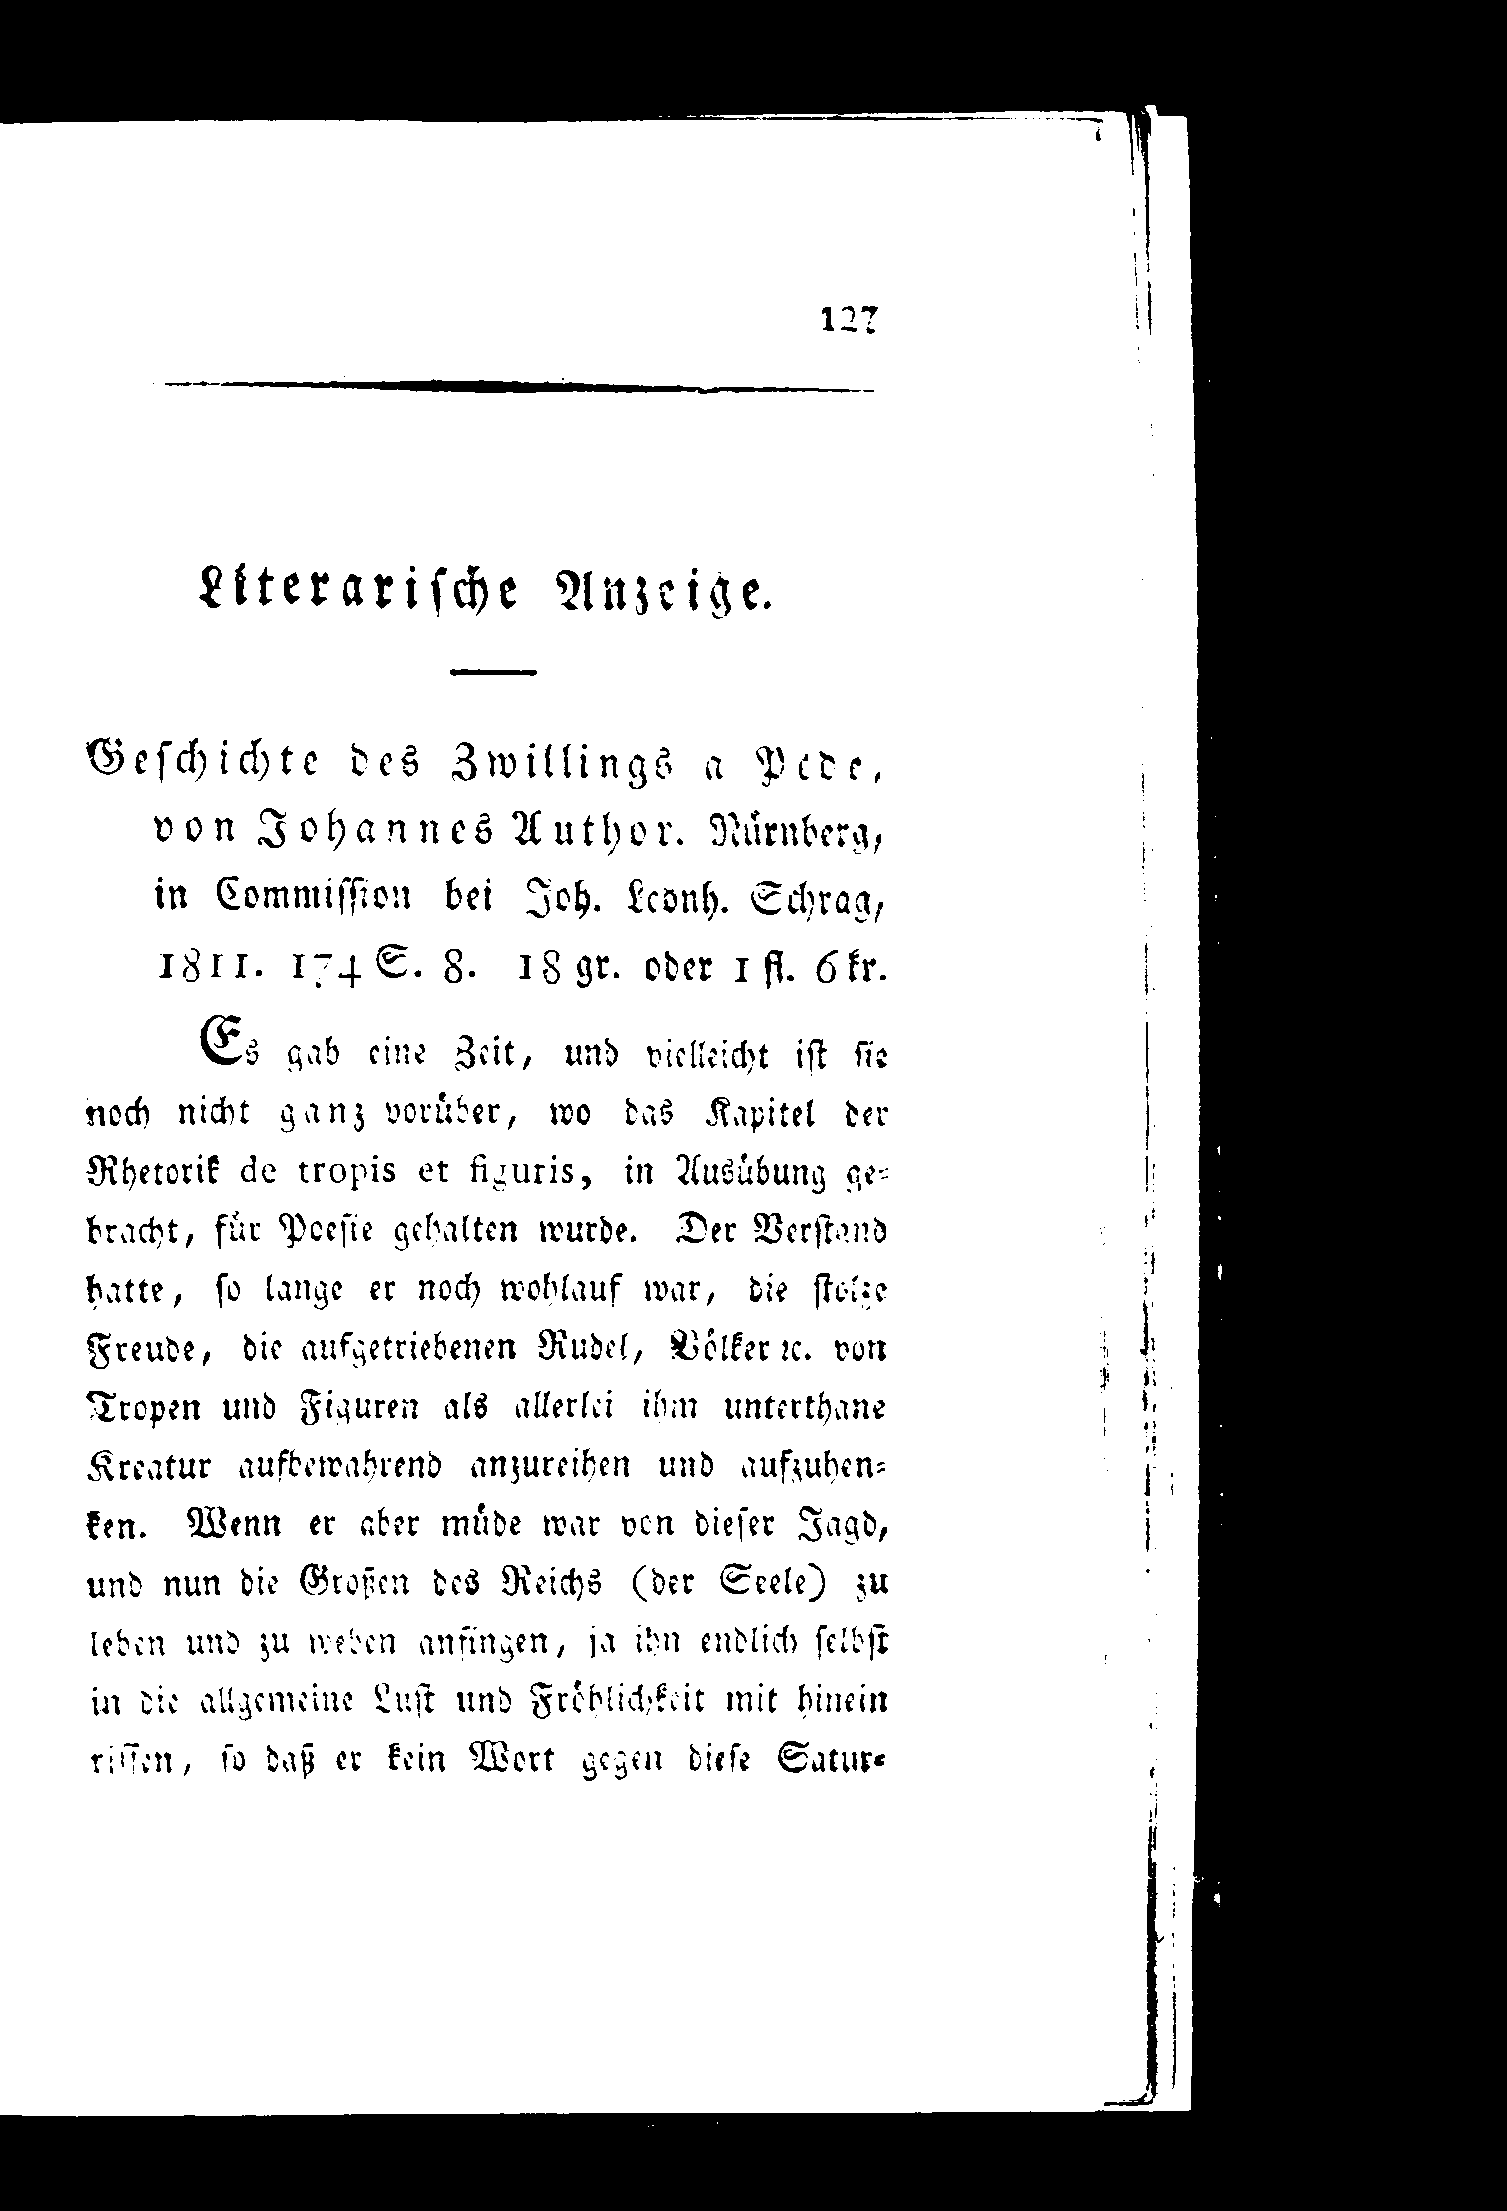 127
Literarische Anzeige.
Geschichte des Zwillings a Pede,
von Johannes Author. Nürnberg,
in Commission bei Joh. Leonh. Schrag,
1811. 174 S. 8. 18 gr. oder 1 fl. 6 kr.
Es gab eine Zeit, und vielleicht ist sie
noch nicht ganz vorüber, wo das Kapitel der
Rhetorik de tropis et figuris, in Ausübung ge-
bracht, für Poesie gehalten wurde. Der Verstand
hatte, so lange er noch wohlauf war, die stolze
Freude, die aufgetriebenen Rudel, Völker ꝛc. von
Tropen und Figuren als allerlei ihm unterthane
Kreatur aufbewahrend anzureihen und aufzuhen-
ken. Wenn er aber müde war von dieser Jagd,
und nun die Großen des Reichs (der Seele) zu
leben und zu weben anfingen, ja ihn endlich selbst
in die allgemeine Lust und Fröhlichkeit mit hinein
rissen, so daß er kein Wort gegen diese Satur-